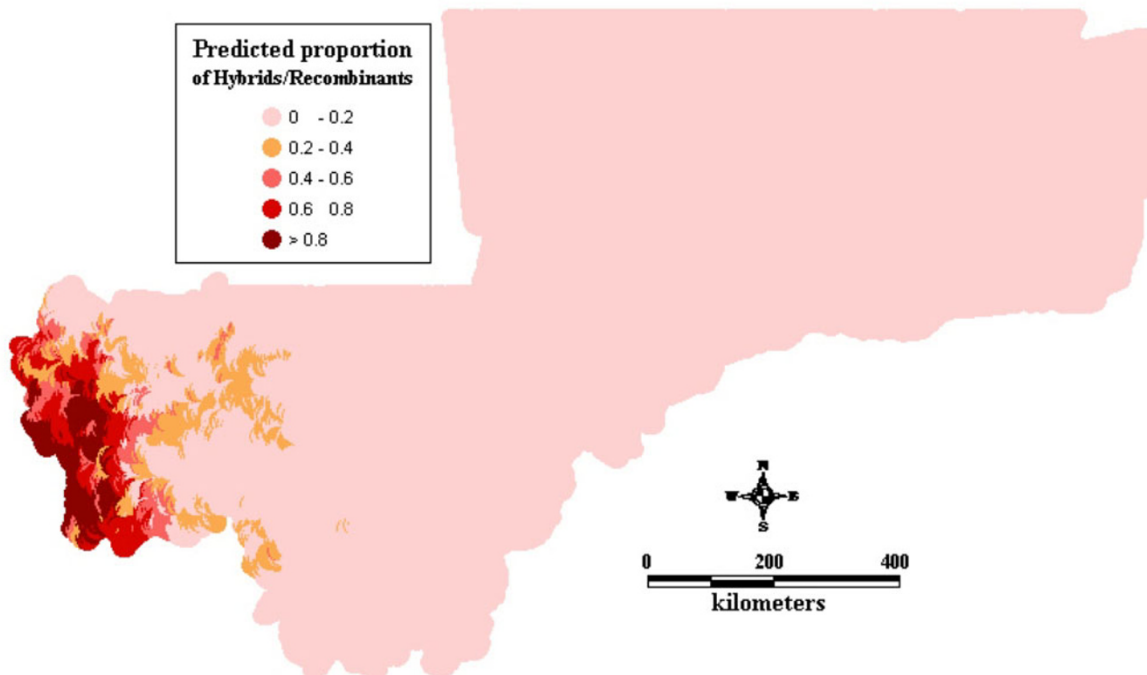 Predicted proportion
of Hybrids/Recombinants
0 - 0.2
0.2 - 0.4
0.4 - 0.6
0.6 0.8
> 0.8
N
W E
S
0 200 400
kilometers